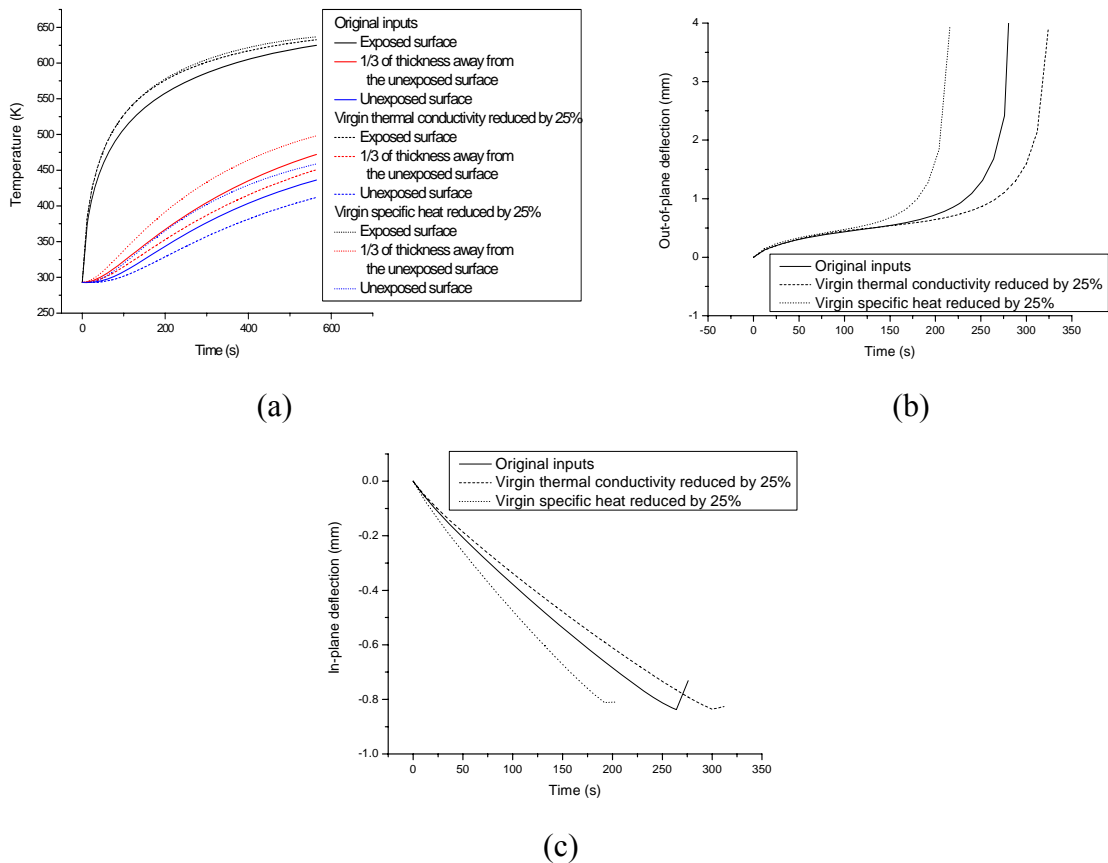 650
600
550
500
450
400
350
300
250
Temperature (K)
0
200
400
600
Time (s)
Original inputs
Exposed surface
1/3 of thickness away from
the unexposed surface
Unexposed surface
Virgin thermal conductivity reduced by 25%
Exposed surface
1/3 of thickness away from
the unexposed surface
Unexposed surface
Virgin specific heat reduced by 25%
Exposed surface
1/3 of thickness away from
the unexposed surface
Unexposed surface
(a)
4
3
2
1
0
-1
Out-of-plane deflection (mm)
-50
0
50
100
150
200
250
300
350
Time (s)
Original inputs
Virgin thermal conductivity reduced by 25%
Virgin specific heat reduced by 25%
(b)
0.0
-0.2
-0.4
-0.6
-0.8
-1.0
In-plane deflection (mm)
0
50
100
150
200
250
300
350
Time (s)
Original inputs
Virgin thermal conductivity reduced by 25%
Virgin specific heat reduced by 25%
(c)